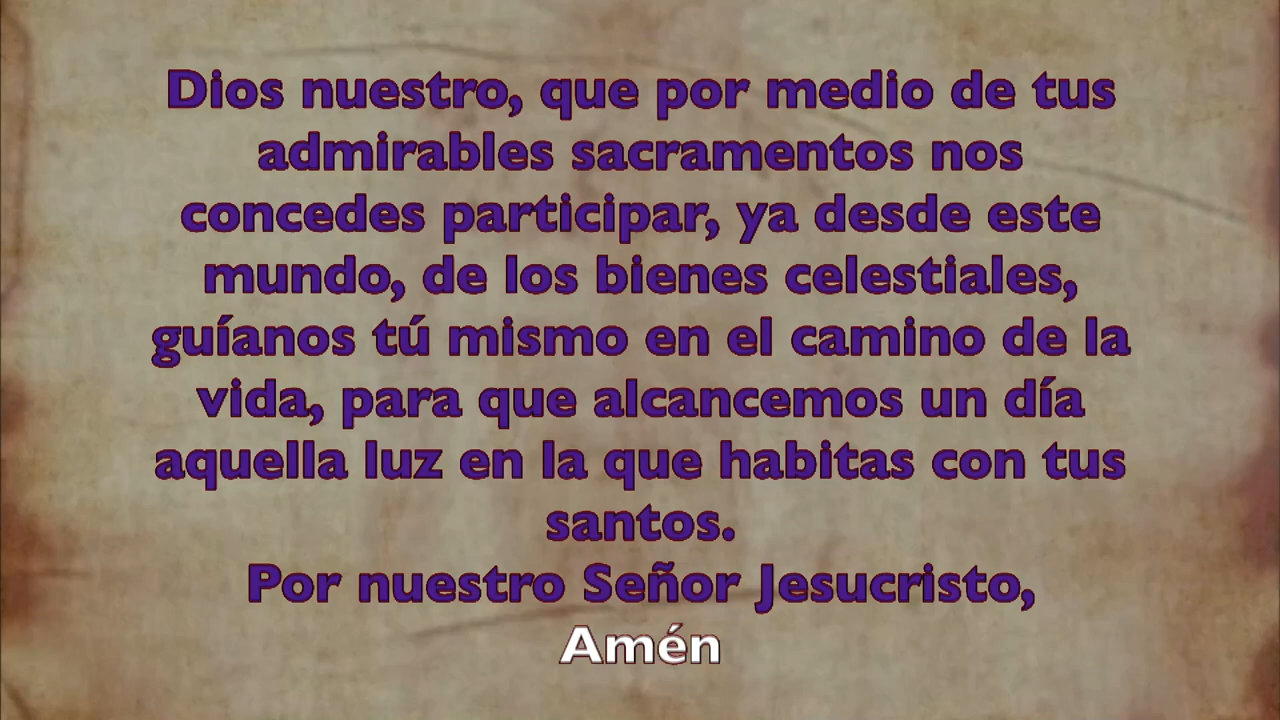 Dios nuestro, que por medio de tus
admirables sacramentos nos
concedes participar, ya desde este
mundo, de los bienes celestiales,
guíanos tú mismo en el camino de la
vida, para que alcancemos un día
aquella luz en la que habitas con tus
santos.
Por nuestro Señor Jesucristo,
Amén